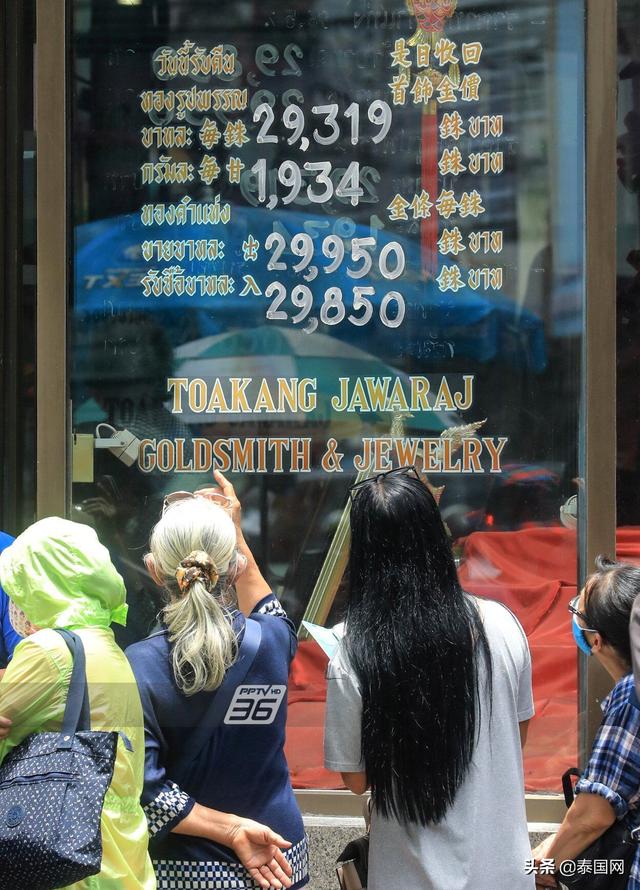 วันนี้รับคืน 是日收回
ทองรูปพรรณ 首飾金價
บาทละ 每銖 29,319 銖 บาท
กรัมละ 每甘 1,934 銖 บาท
ทองคำแท่ง 金條每銖
ขายบาทละ 出 29,950 銖 บาท
รับซื้อบาทละ 入 29,850 銖 บาท
TOAKANG JAWARAJ
GOLDSMITH & JEWELRY
PPTV HD
36
头条 @泰国网